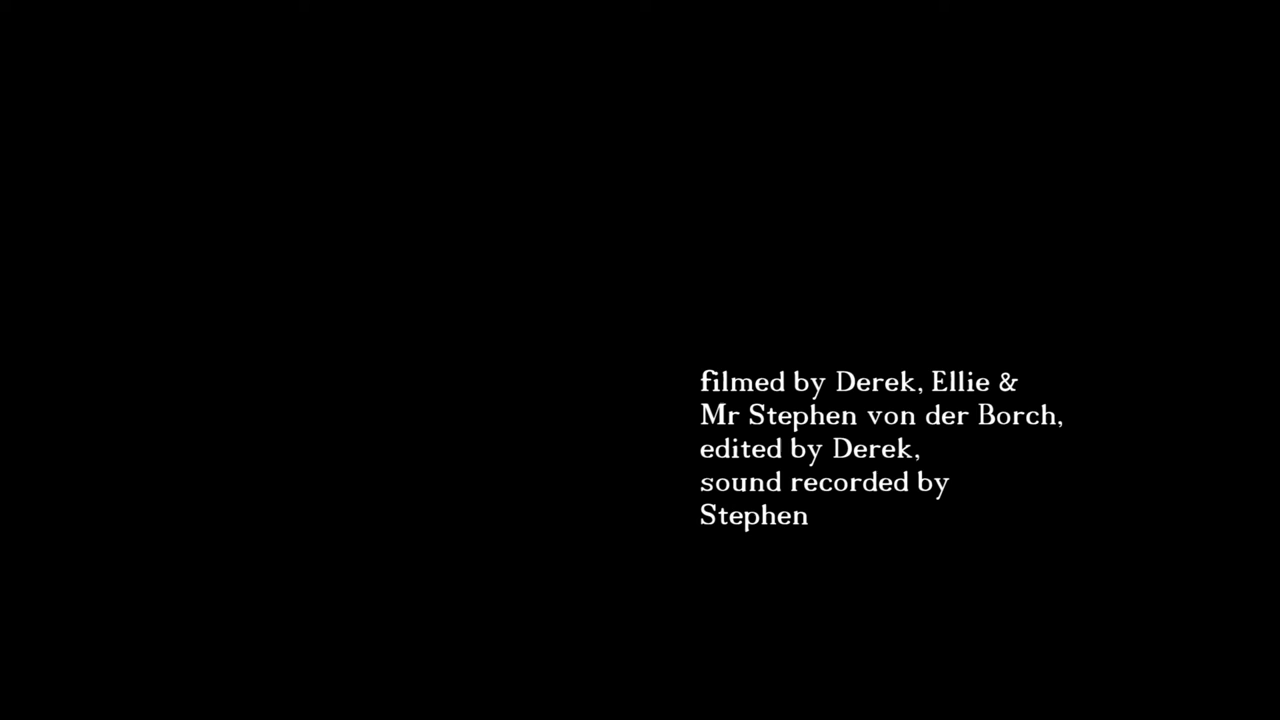 filmed by Derek, Ellie &
Mr Stephen von der Borch,
edited by Derek,
sound recorded by
Stephen